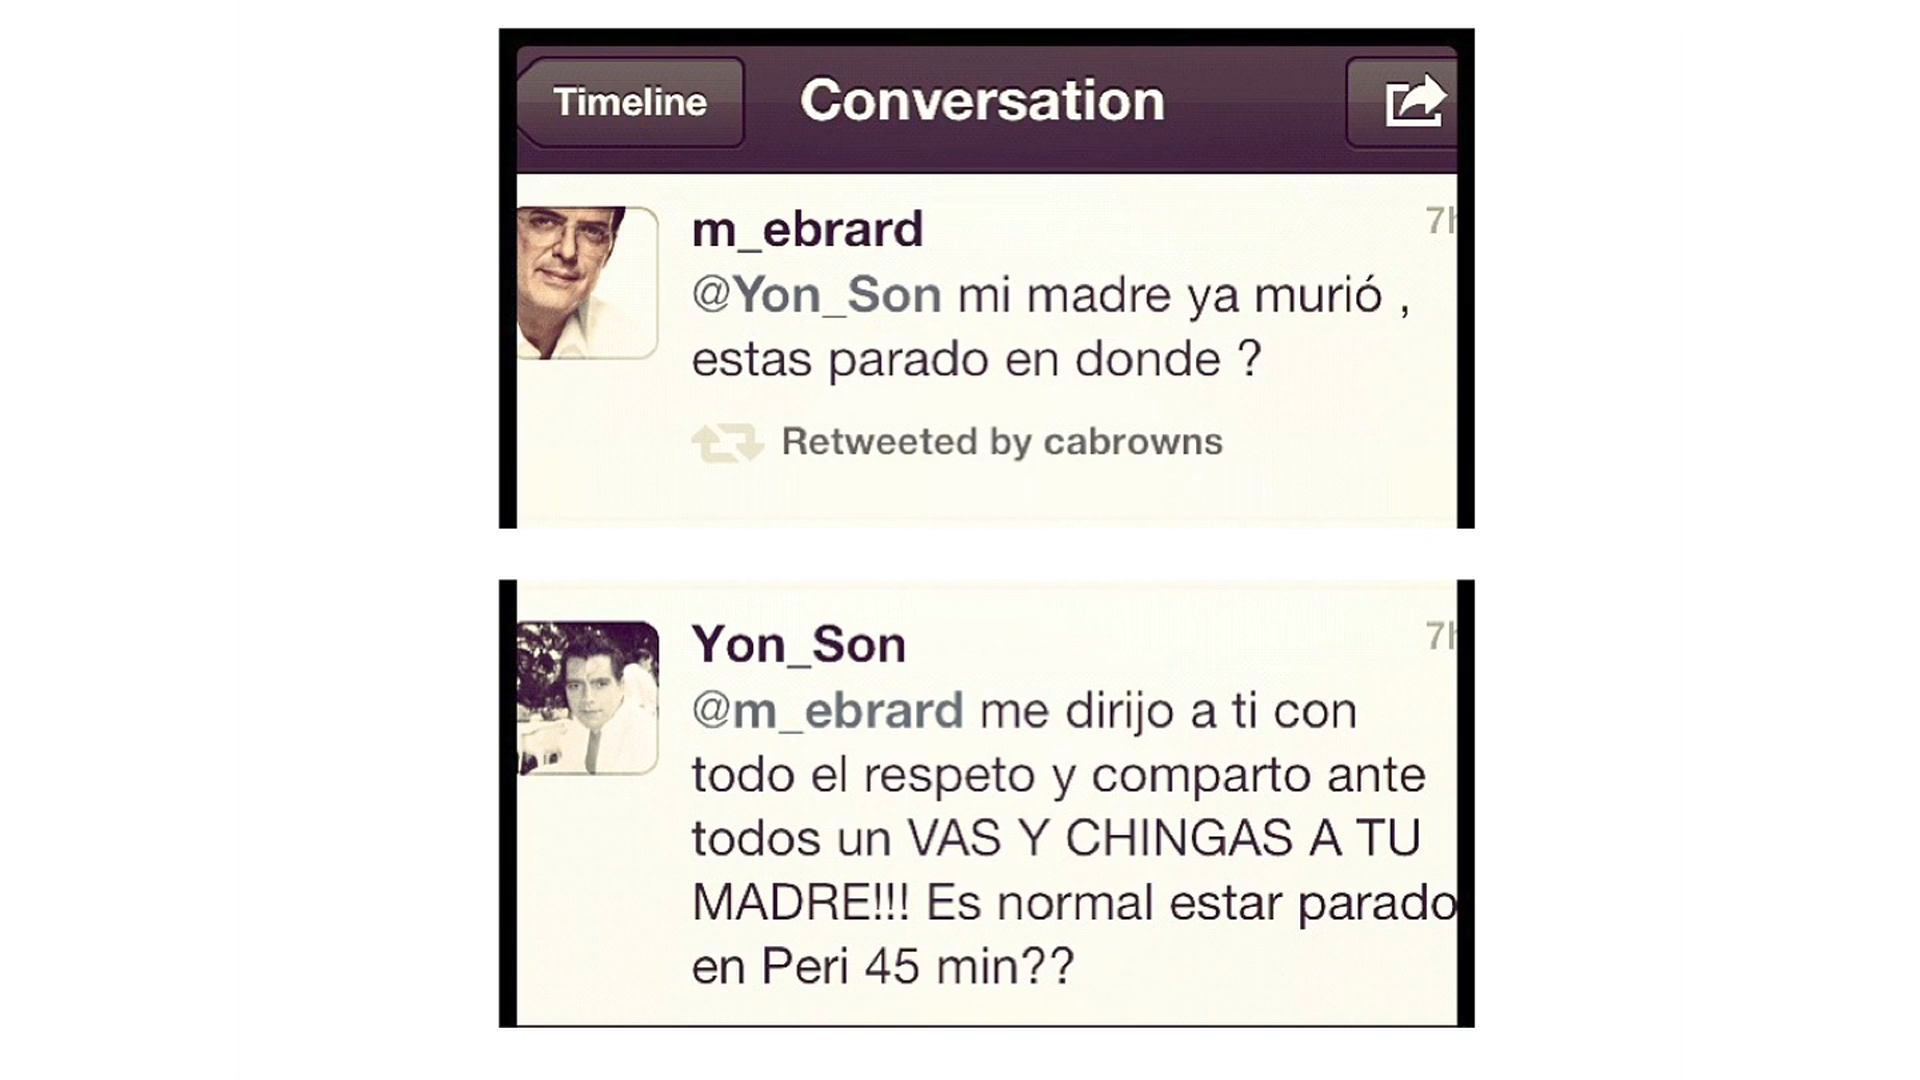 Timeline
Conversation
m_ebrard
7h
@Yon_Son mi madre ya murió ,
estas parado en donde ?
Retweeted by cabrowns
Yon_Son
7h
@m_ebrard me dirijo a ti con
todo el respeto y comparto ante
todos un VAS Y CHINGAS A TU
MADRE!!! Es normal estar parado
en Peri 45 min??